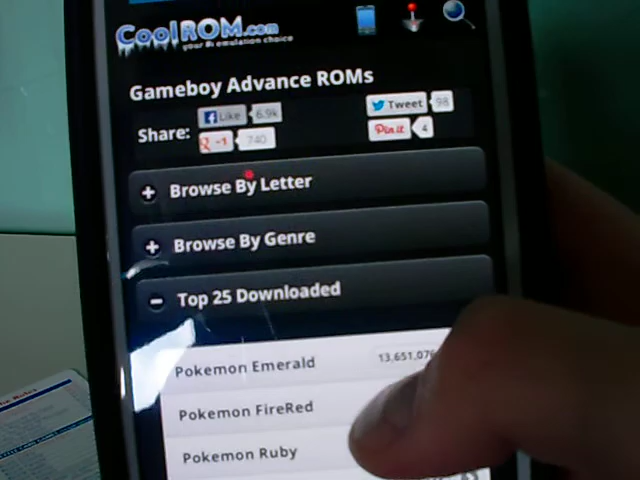 CoolROM.com
your #1 emulation choice
Gameboy Advance ROMs
Share:
Like 6.9k
Tweet 98
+1 740
Pin it 4
Browse By Letter
Browse By Genre
Top 25 Downloaded
Pokemon Emerald 13,651,076
Pokemon FireRed
Pokemon Ruby